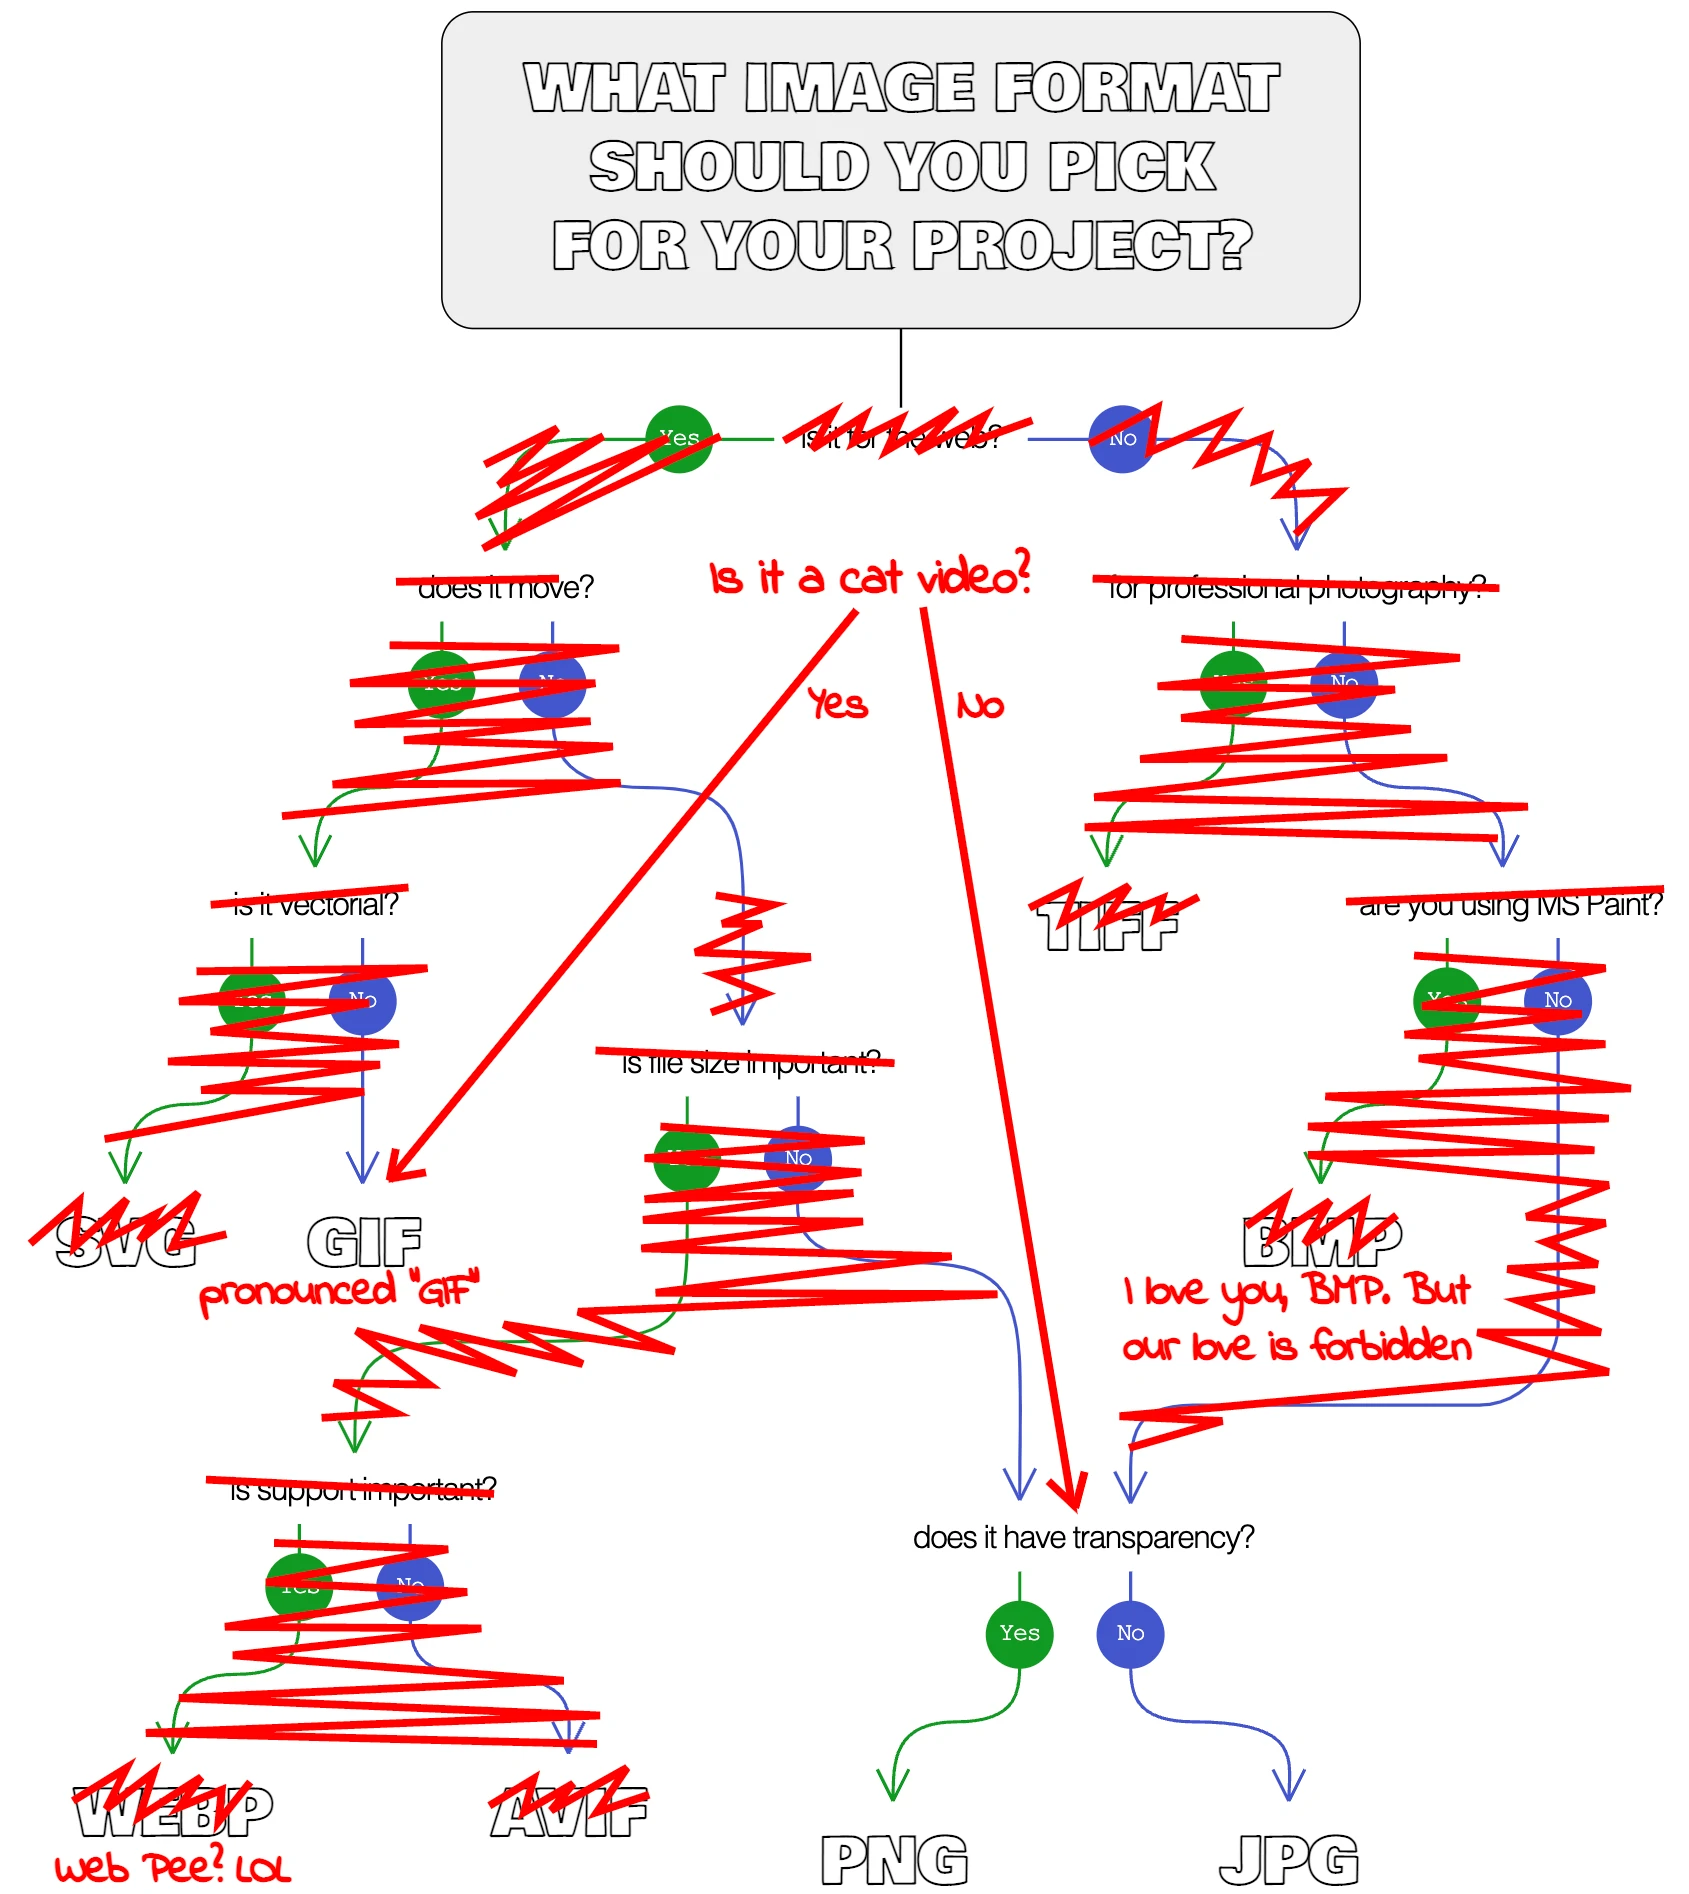 WHAT IMAGE FORMAT
SHOULD YOU PICK
FOR YOUR PROJECT?
Yes
is it for the web?
No
does it move?
Is it a cat video?
for professional photography?
Yes
No
Yes
No
Yes
No
is it vectorial?
TIFF
are you using MS Paint?
Yes
No
Yes
No
is file size important?
Yes
No
SVG
GIF
pronounced "GIF"
BMP
I love you, BMP. But
our love is forbidden
is support important?
does it have transparency?
Yes
No
Yes
No
WEBP
Web Pee? LOL
AVIF
PNG
JPG